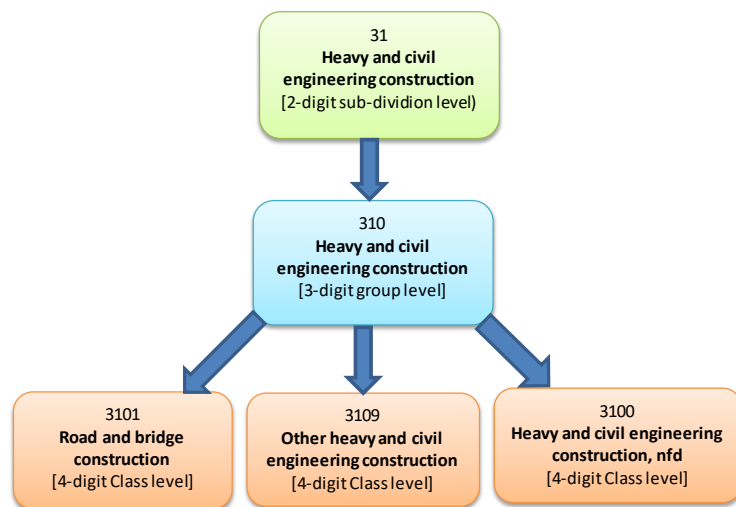 31
Heavy and civil
engineering construction
[2-digit sub-dividion level)
310
Heavy and civil
engineering construction
[3-digit group level]
3101
Road and bridge
construction
[4-digit Class level]
3109
Other heavy and civil
engineering construction
[4-digit Class level]
3100
Heavy and civil engineering
construction, nfd
[4-digit Class level]